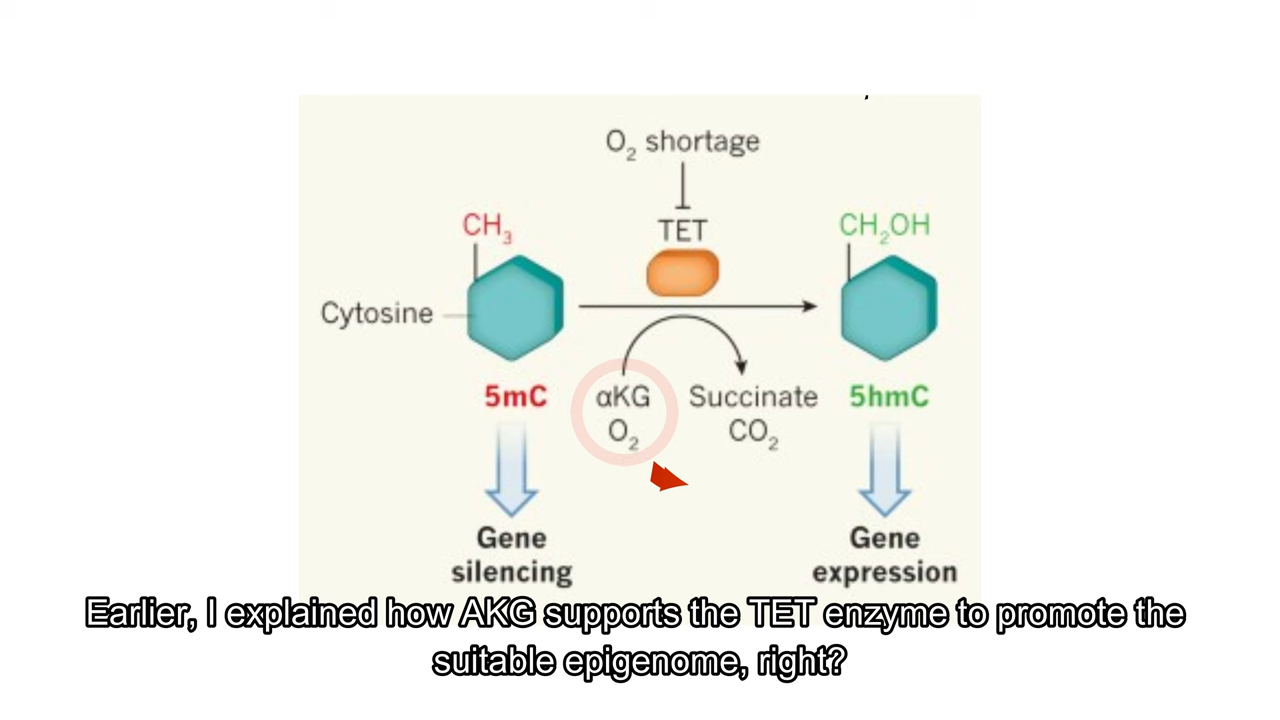 O₂ shortage
TET
CH₃
CH₂OH
Cytosine
5mC
αKG
O₂
Succinate
CO₂
5hmC
Gene
silencing
Gene
expression
Earlier, I explained how AKG supports the TET enzyme to promote the
suitable epigenome, right?